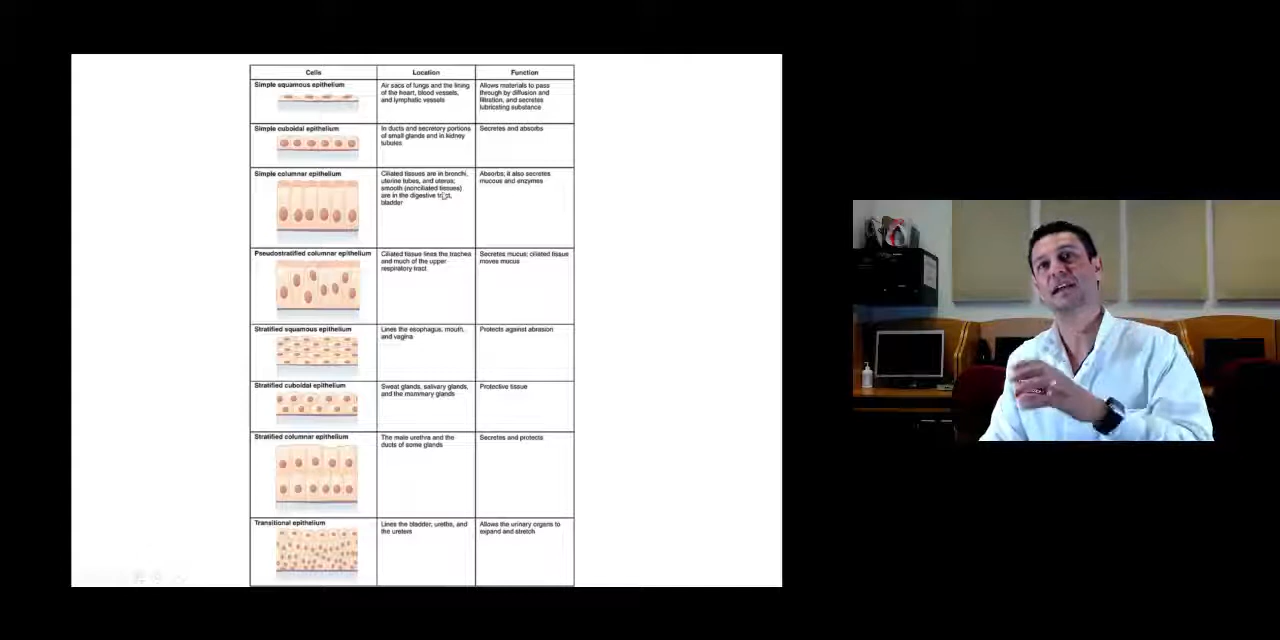 Cells
Location
Function
Simple squamous epithelium
Air sacs of lungs and the lining
of the heart, blood vessels,
and lymphatic vessels
Allows materials to pass
through by diffusion and
filtration, and secretes
lubricating substance
Simple cuboidal epithelium
In ducts and secretory portions
of small glands and in kidney
tubules
Secretes and absorbs
Simple columnar epithelium
Ciliated tissues are in bronchi,
uterine tubes, and uterus;
smooth (nonciliated tissues)
are in the digestive tract,
bladder
Absorbs; it also secretes
mucous and enzymes
Pseudostratified columnar epithelium
Ciliated tissue lines the trachea
and much of the upper
respiratory tract
Secretes mucus; ciliated tissue
moves mucus
Stratified squamous epithelium
Lines the esophagus, mouth,
and vagina
Protects against abrasion
Stratified cuboidal epithelium
Sweat glands, salivary glands,
and the mammary glands
Protective tissue
Stratified columnar epithelium
The male urethra and the
ducts of some glands
Secretes and protects
Transitional epithelium
Lines the bladder, urethra, and
the ureters
Allows the urinary organs to
expand and stretch